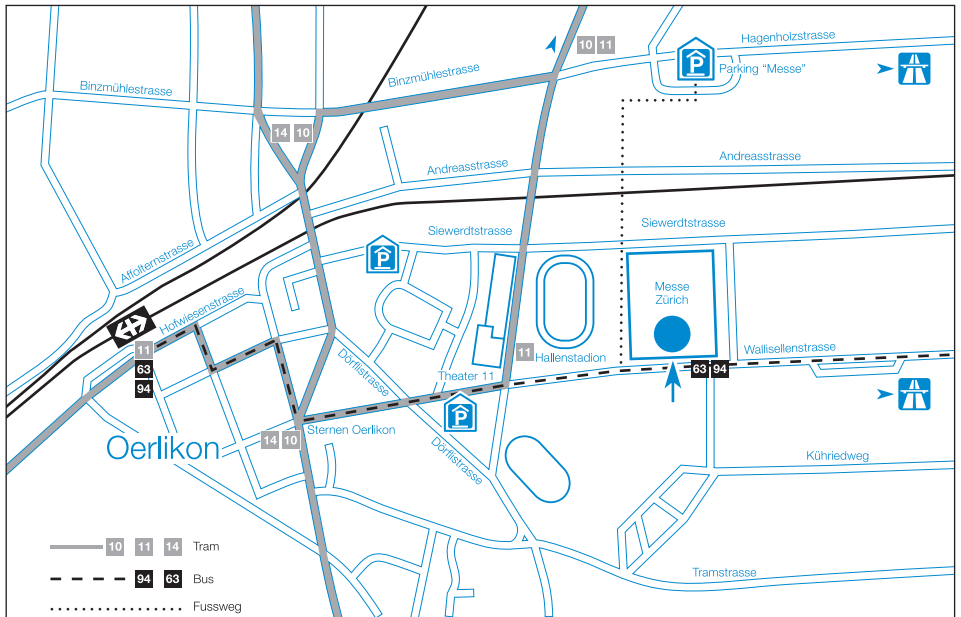 10 11
Hagenholzstrasse
P
Parking "Messe"
Binzmühlestrasse
Binzmühlestrasse
14 10
Andreasstrasse
Andreasstrasse
Siewerdtstrasse
Siewerdtstrasse
Affolternstrasse
P
Hofwiesenstrasse
Messe
Zürich
11
63
94
11
Hallenstadion
Wallisellenstrasse
Dörflistrasse
Theater 11
63 94
P
Sternen Oerlikon
14 10
Oerlikon
Dörflistrasse
Kühriedweg
10 11 14 Tram
94 63 Bus
Fussweg
Tramstrasse